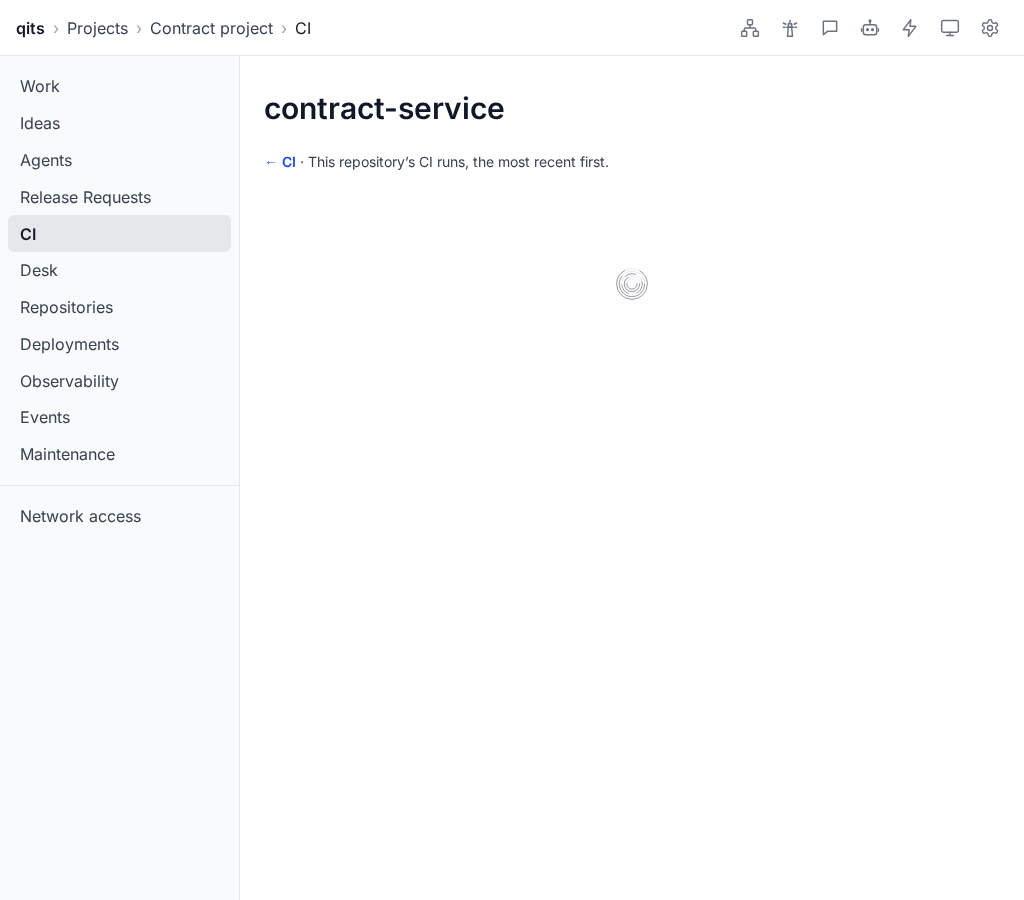 qits › Projects › Contract project › CI
Work
Ideas
Agents
Release Requests
CI
Desk
Repositories
Deployments
Observability
Events
Maintenance
Network access
contract-service
← CI · This repository’s CI runs, the most recent first.